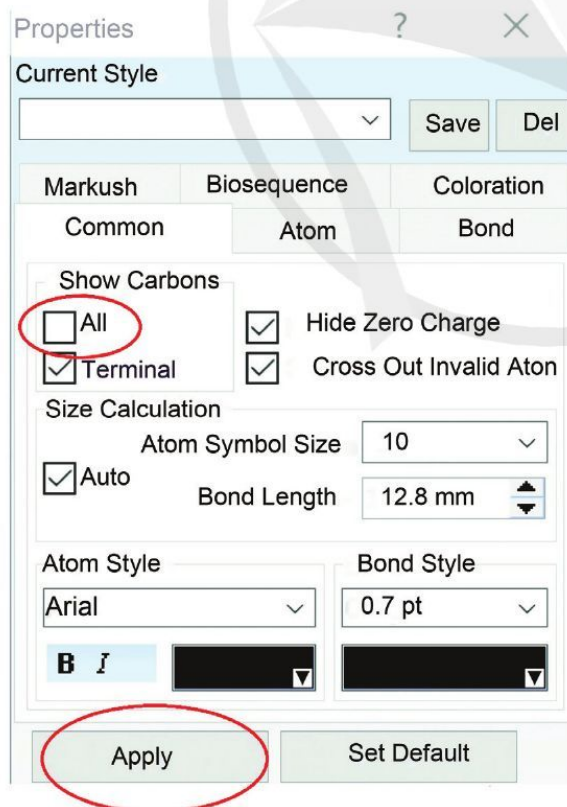 Properties ?
Current Style
Save Del
Markush Biosequence Coloration
Common Atom Bond
Show Carbons
All Hide Zero Charge
Terminal Cross Out Invalid Aton
Size Calculation
Atom Symbol Size 10
Auto
Bond Length 12.8 mm
Atom Style Bond Style
Arial 0.7 pt
B I
Apply Set Default